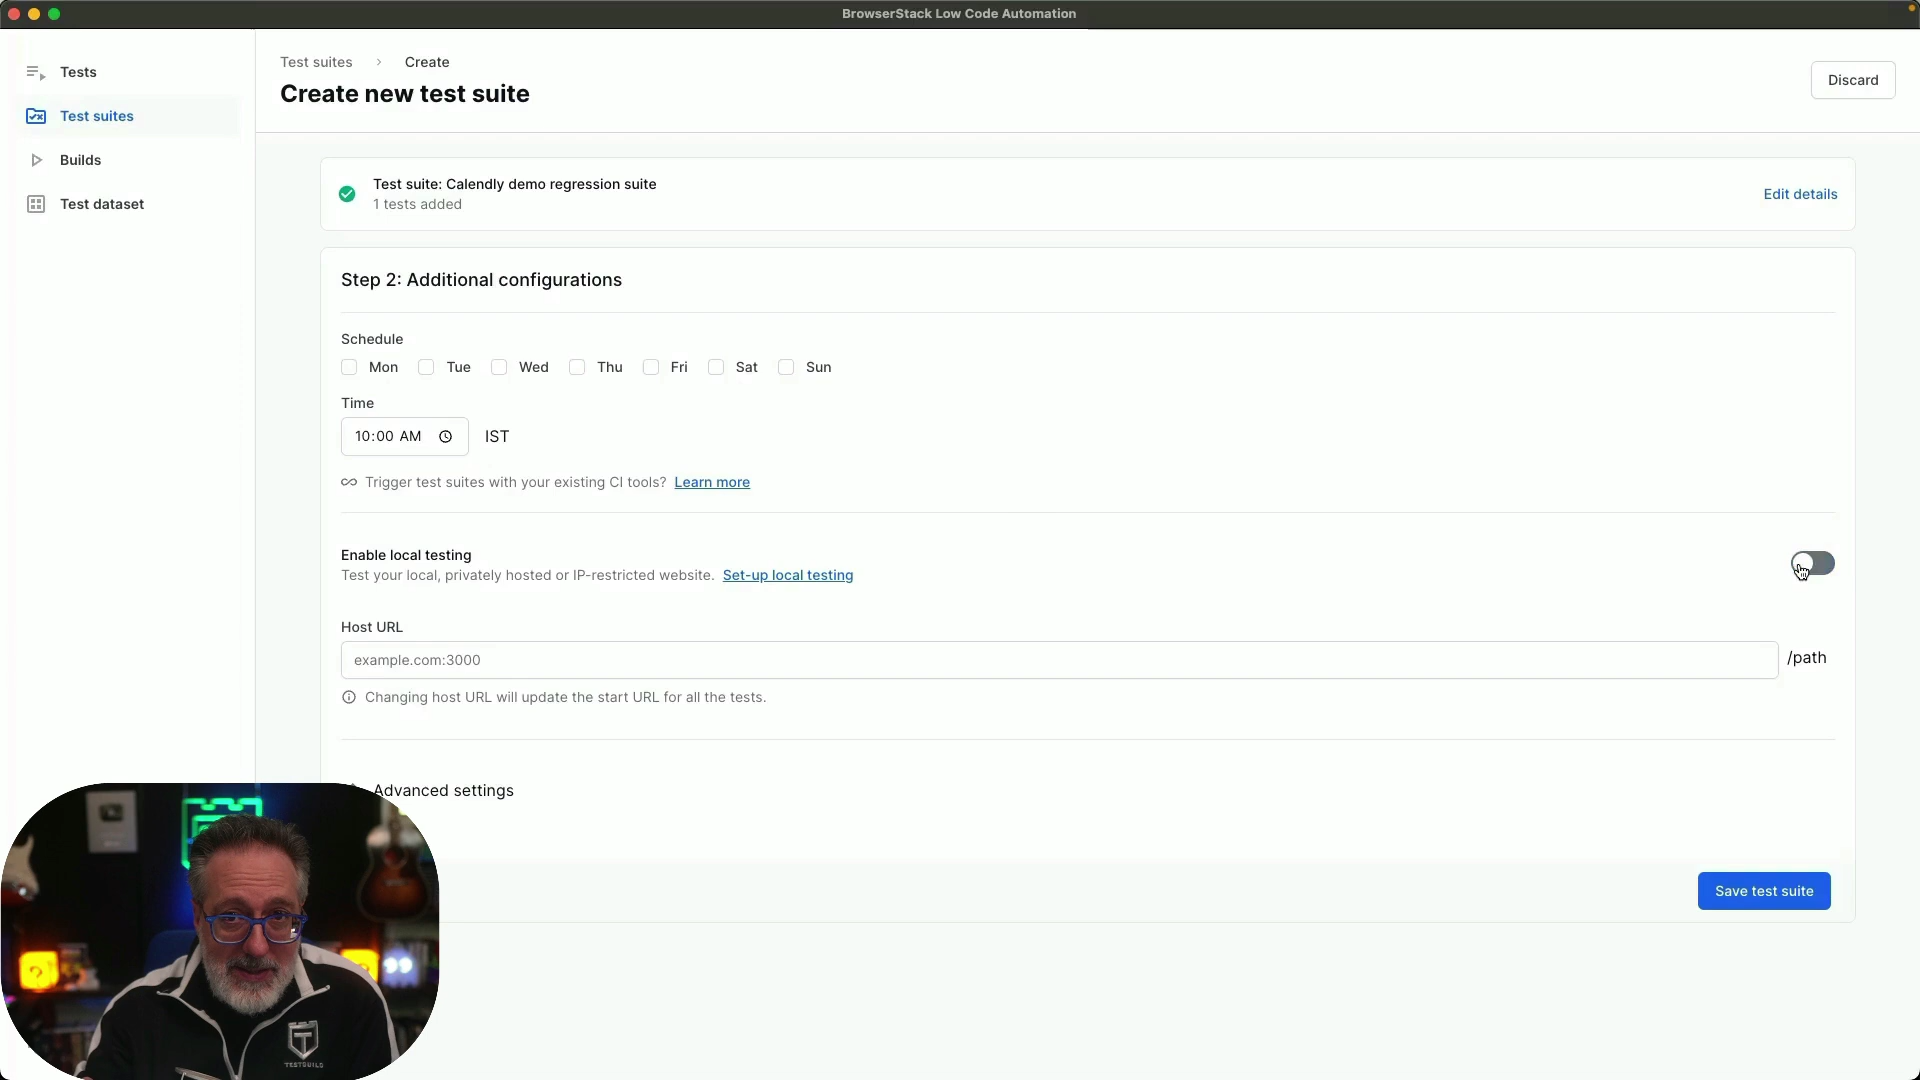 BrowserStack Low Code Automation
Tests
Test suites
Builds
Test dataset
Test suites > Create
Create new test suite
Discard
Test suite: Calendly demo regression suite
1 tests added
Edit details
Step 2: Additional configurations
Schedule
Mon Tue Wed Thu Fri Sat Sun
Time
10:00 AM IST
Trigger test suites with your existing CI tools? Learn more
Enable local testing
Test your local, privately hosted or IP-restricted website. Set-up local testing
Host URL
example.com:3000 /path
Changing host URL will update the start URL for all the tests.
Advanced settings
Save test suite
TESTGUILD